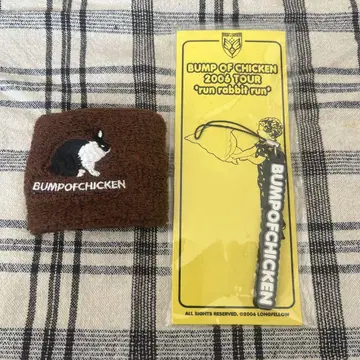 BUMPOFCHICKEN
BUMP OF CHICKEN
2006 TOUR
"run rabbit run"
BUMPOFCHICKEN
ALL RIGHTS RESERVED. ©2006 LONGFELLOW